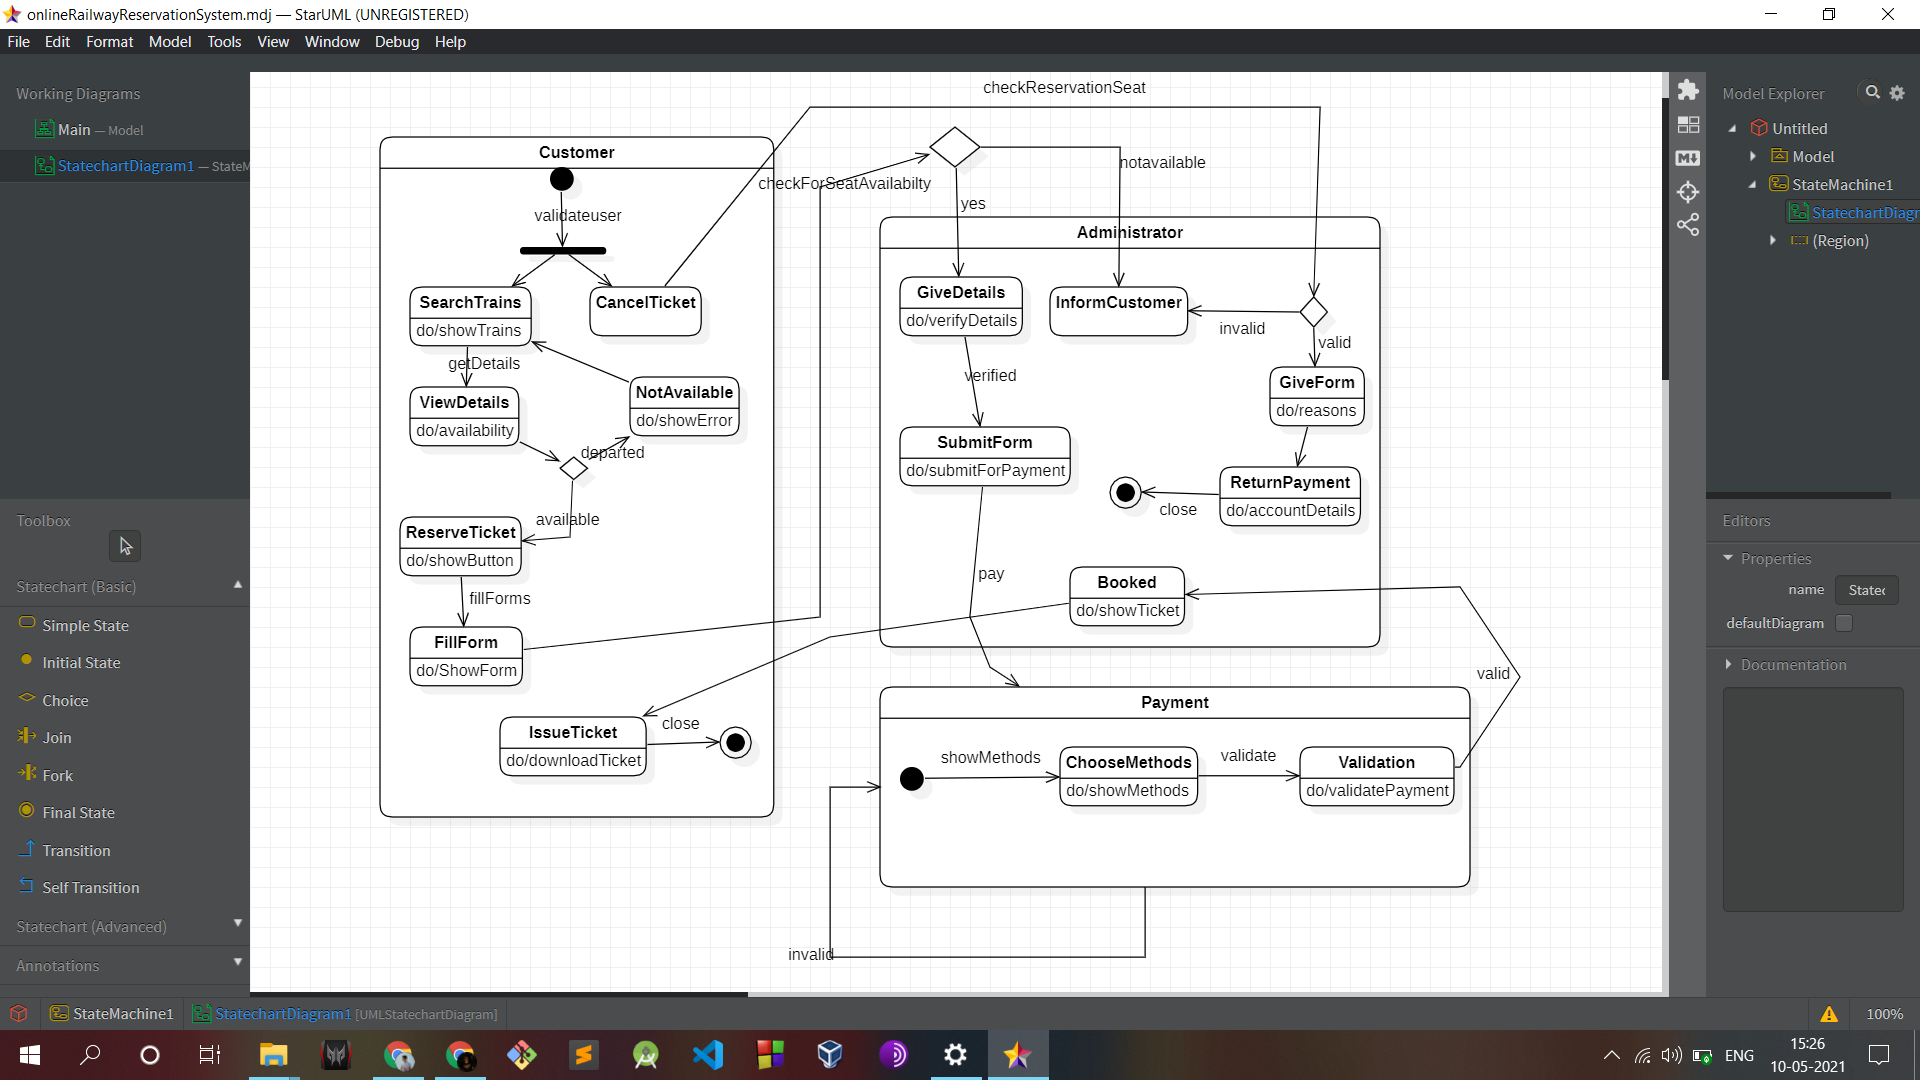 onlineRailwayReservationSystem.mdj — StarUML (UNREGISTERED)
File Edit Format Model Tools View Window Debug Help
Working Diagrams
Main — Model
StatechartDiagram1 — StateM
Toolbox
Statechart (Basic)
Simple State
Initial State
Choice
Join
Fork
Final State
Transition
Self Transition
Statechart (Advanced)
Annotations
checkReservationSeat
Customer
validateuser
SearchTrains
do/showTrains
CancelTicket
getDetails
ViewDetails
do/availability
NotAvailable
do/showError
departed
available
ReserveTicket
do/showButton
fillForms
FillForm
do/ShowForm
IssueTicket
do/downloadTicket
close
checkForSeatAvailabilty
notavailable
yes
Administrator
GiveDetails
do/verifyDetails
InformCustomer
invalid
valid
verified
GiveForm
do/reasons
SubmitForm
do/submitForPayment
ReturnPayment
do/accountDetails
close
pay
Booked
do/showTicket
valid
Payment
showMethods
ChooseMethods
do/showMethods
validate
Validation
do/validatePayment
invalid
Model Explorer
Untitled
Model
StateMachine1
StatechartDiagr
(Region)
Editors
Properties
name Statec
defaultDiagram
Documentation
M
StateMachine1 StatechartDiagram1 [UMLStatechartDiagram]
100%
ENG
15:26
10-05-2021